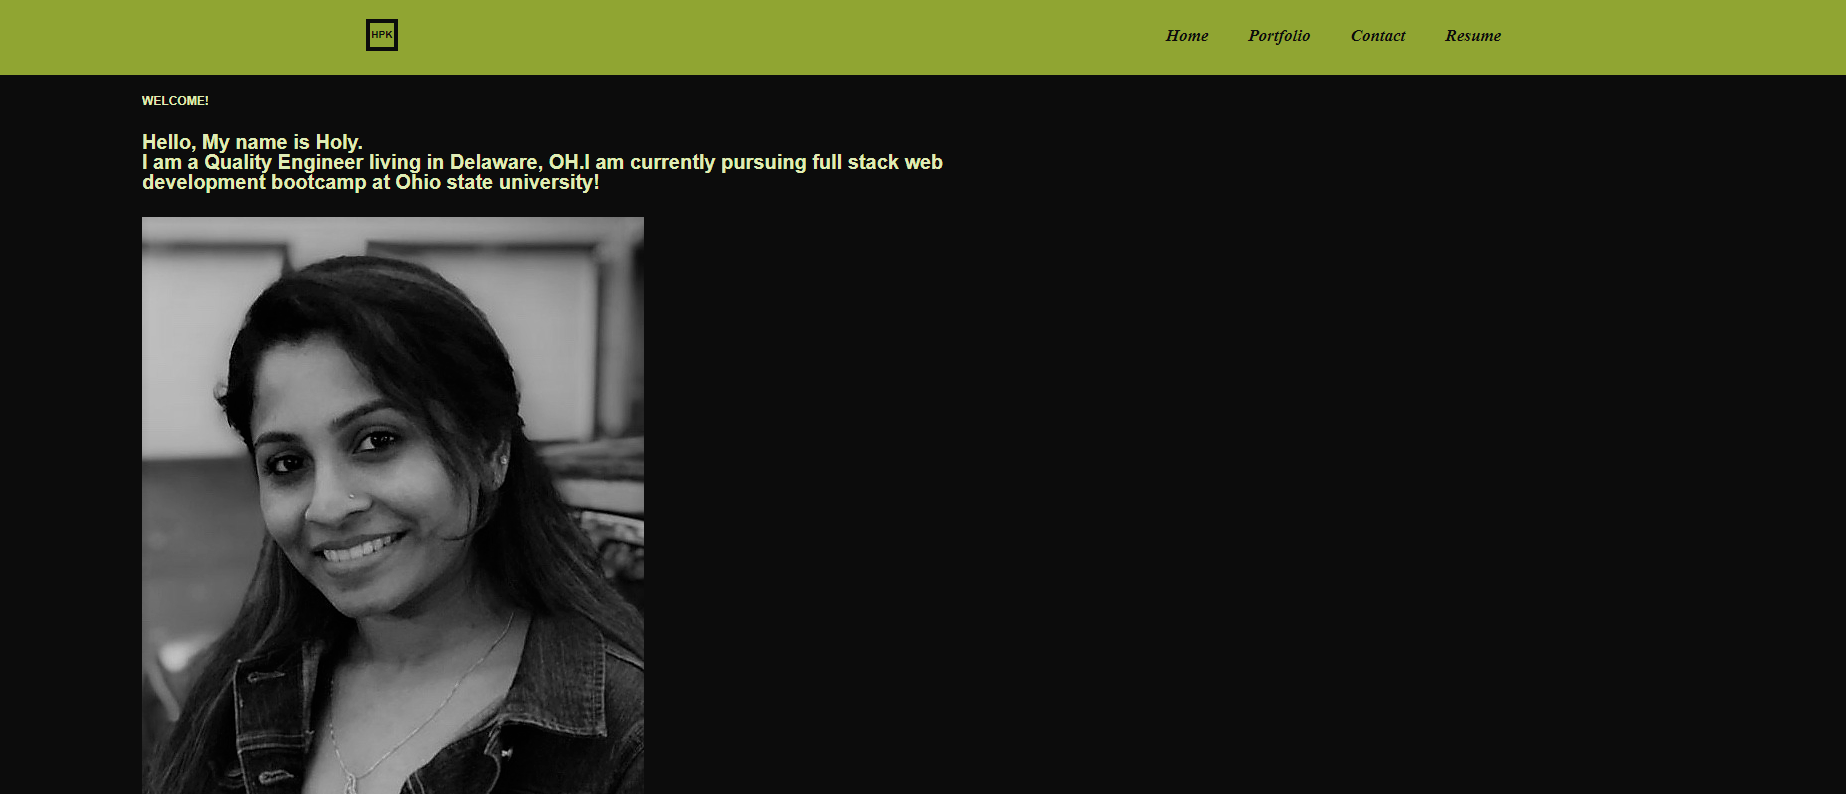 HPK
Home Portfolio Contact Resume
WELCOME!
Hello, My name is Holy.
I am a Quality Engineer living in Delaware, OH.I am currently pursuing full stack web
development bootcamp at Ohio state university!